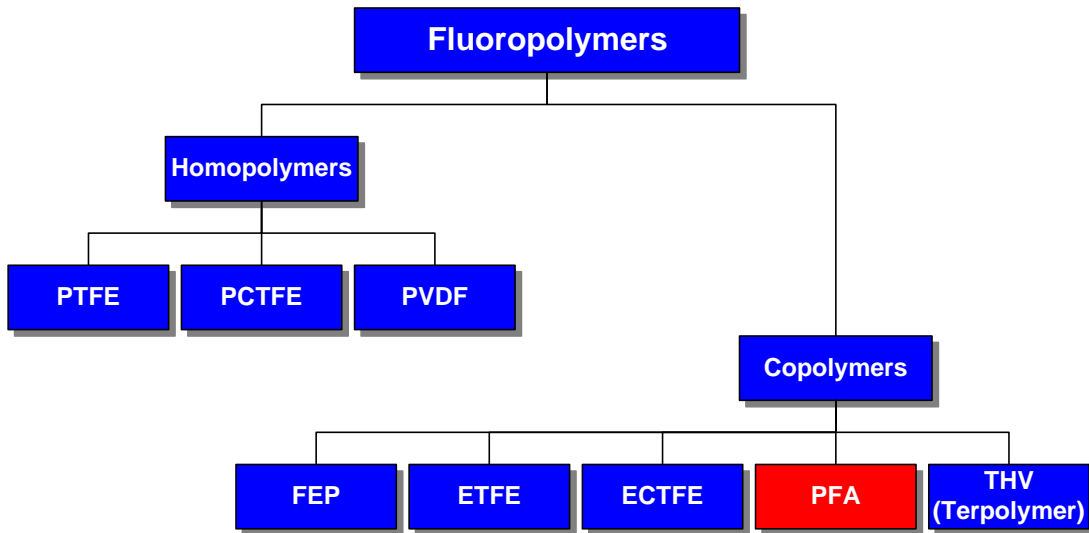 Fluoropolymers
Homopolymers
PTFE
PCTFE
PVDF
Copolymers
FEP
ETFE
ECTFE
PFA
THV
(Terpolymer)